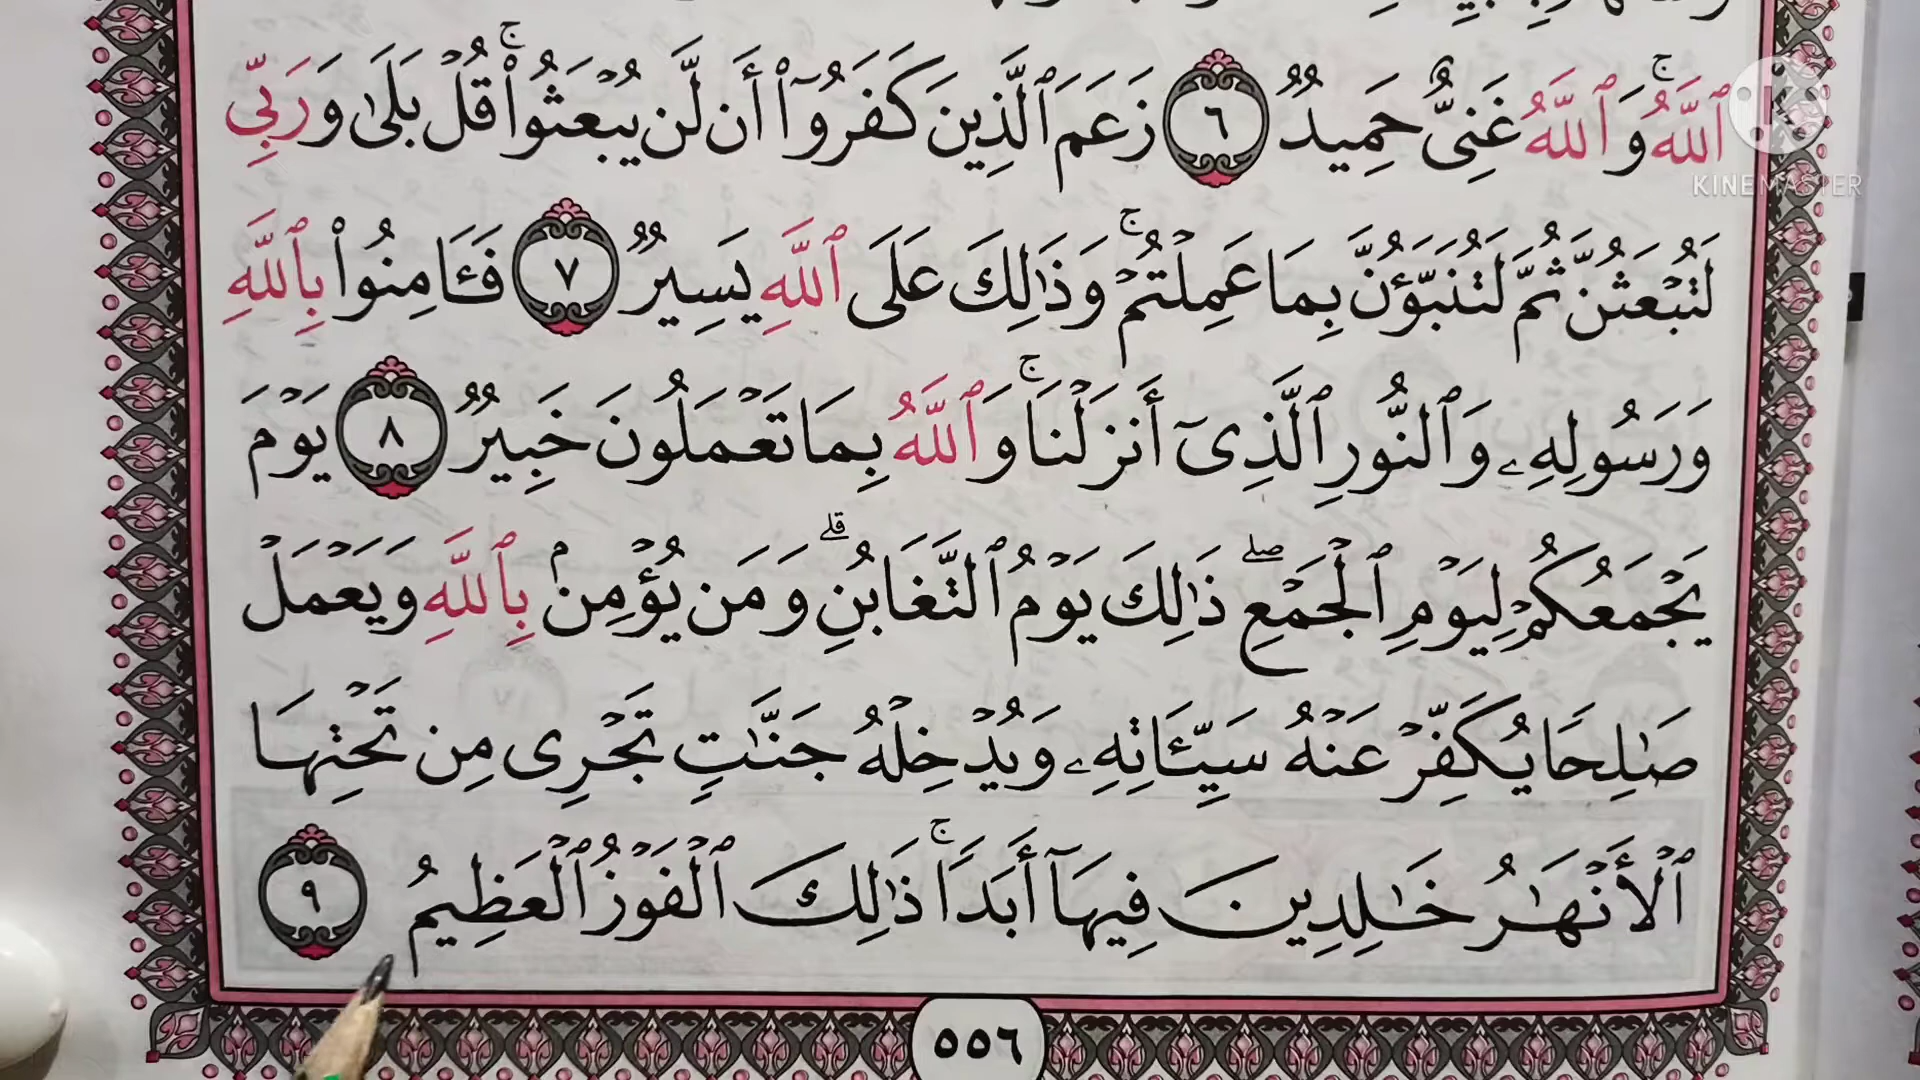 ٱللَّهُۚ وَٱللَّهُ غَنِىٌّ حَمِيدٌ ٦ زَعَمَ ٱلَّذِينَ كَفَرُوٓا۟ أَن لَّن يُبْعَثُوا۟ۚ قُلْ بَلَىٰ وَرَبِّى
لَتُبْعَثُنَّ ثُمَّ لَتُنَبَّؤُنَّ بِمَا عَمِلْتُمْۚ وَذَٰلِكَ عَلَى ٱللَّهِ يَسِيرٌ ٧ فَـَٔامِنُوا۟ بِٱللَّهِ
وَرَسُولِهِۦ وَٱلنُّورِ ٱلَّذِىٓ أَنزَلْنَاۚ وَٱللَّهُ بِمَا تَعْمَلُونَ خَبِيرٌ ٨ يَوْمَ
يَجْمَعُكُمْ لِيَوْمِ ٱلْجَمْعِۖ ذَٰلِكَ يَوْمُ ٱلتَّغَابُنِۗ وَمَن يُؤْمِنۢ بِٱللَّهِ وَيَعْمَلْ
صَٰلِحًا يُكَفِّرْ عَنْهُ سَيِّـَٔاتِهِۦ وَيُدْخِلْهُ جَنَّٰتٍ تَجْرِى مِن تَحْتِهَا
ٱلْأَنْهَٰرُ خَٰلِدِينَ فِيهَآ أَبَدًاۚ ذَٰلِكَ ٱلْفَوْزُ ٱلْعَظِيمُ ٩
٥٥٦
KINEMASTER